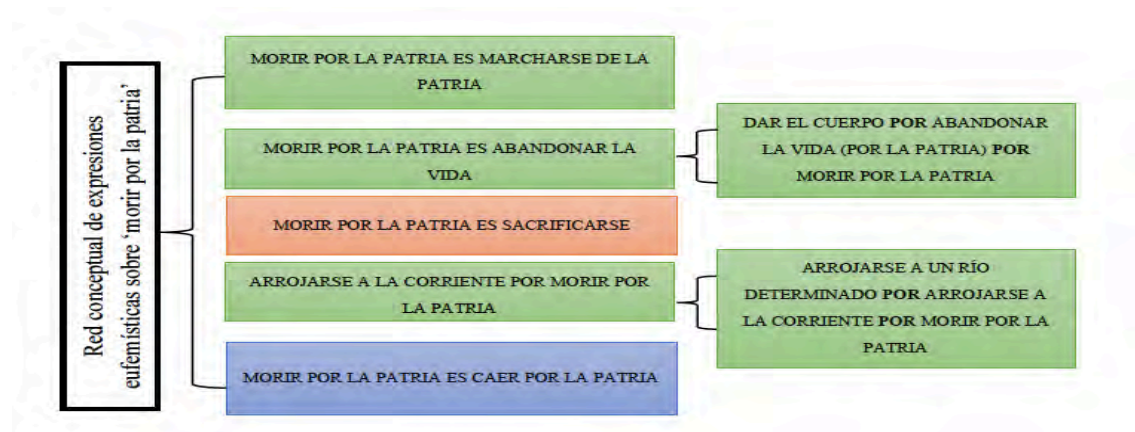 Red conceptual de expresiones
eufemísticas sobre ‘morir por la patria’
MORIR POR LA PATRIA ES MARCHARSE DE LA
PATRIA
MORIR POR LA PATRIA ES ABANDONAR LA
VIDA
DAR EL CUERPO POR ABANDONAR
LA VIDA (POR LA PATRIA) POR
MORIR POR LA PATRIA
MORIR POR LA PATRIA ES SACRIFICARSE
ARROJARSE A LA CORRIENTE POR MORIR POR
LA PATRIA
ARROJARSE A UN RÍO
DETERMINADO POR ARROJARSE A
LA CORRIENTE POR MORIR POR LA
PATRIA
MORIR POR LA PATRIA ES CAER POR LA PATRIA